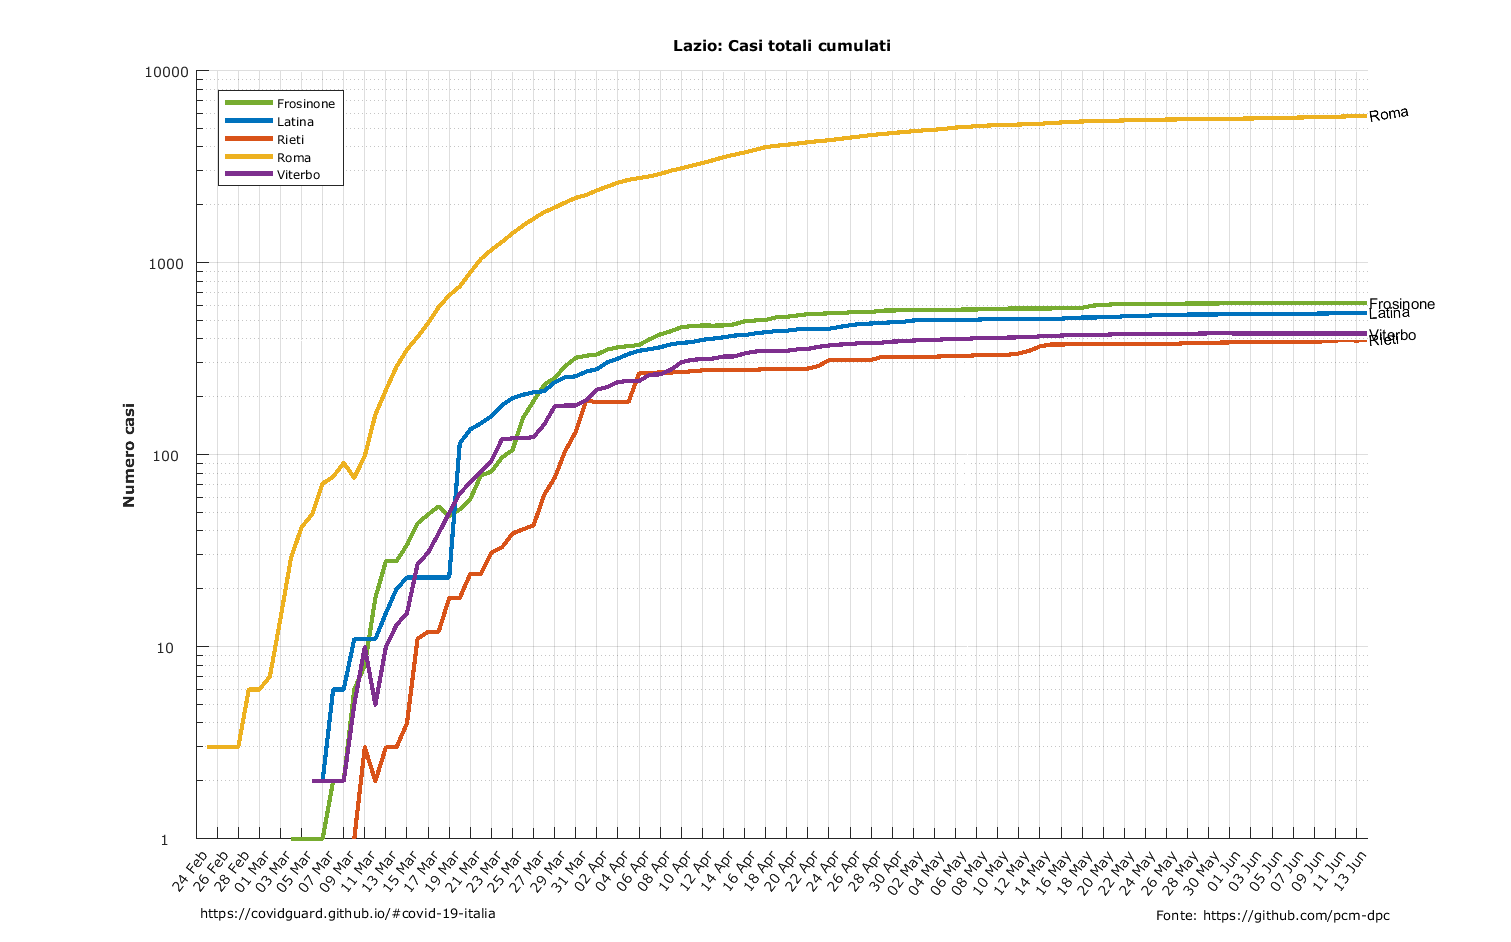 Lazio: Casi totali cumulati
10000
1000
100
10
1
Numero casi
Frosinone
Latina
Rieti
Roma
Viterbo
Roma
Frosinone
Latina
Viterbo
Rieti
24 Feb
26 Feb
28 Feb
01 Mar
03 Mar
05 Mar
07 Mar
09 Mar
11 Mar
13 Mar
15 Mar
17 Mar
19 Mar
21 Mar
23 Mar
25 Mar
27 Mar
29 Mar
31 Mar
02 Apr
04 Apr
06 Apr
08 Apr
10 Apr
12 Apr
14 Apr
16 Apr
18 Apr
20 Apr
22 Apr
24 Apr
26 Apr
28 Apr
30 Apr
02 May
04 May
06 May
08 May
10 May
12 May
14 May
16 May
18 May
20 May
22 May
24 May
26 May
28 May
30 May
01 Jun
03 Jun
05 Jun
07 Jun
09 Jun
11 Jun
13 Jun
https://covidguard.github.io/#covid-19-italia
Fonte: https://github.com/pcm-dpc